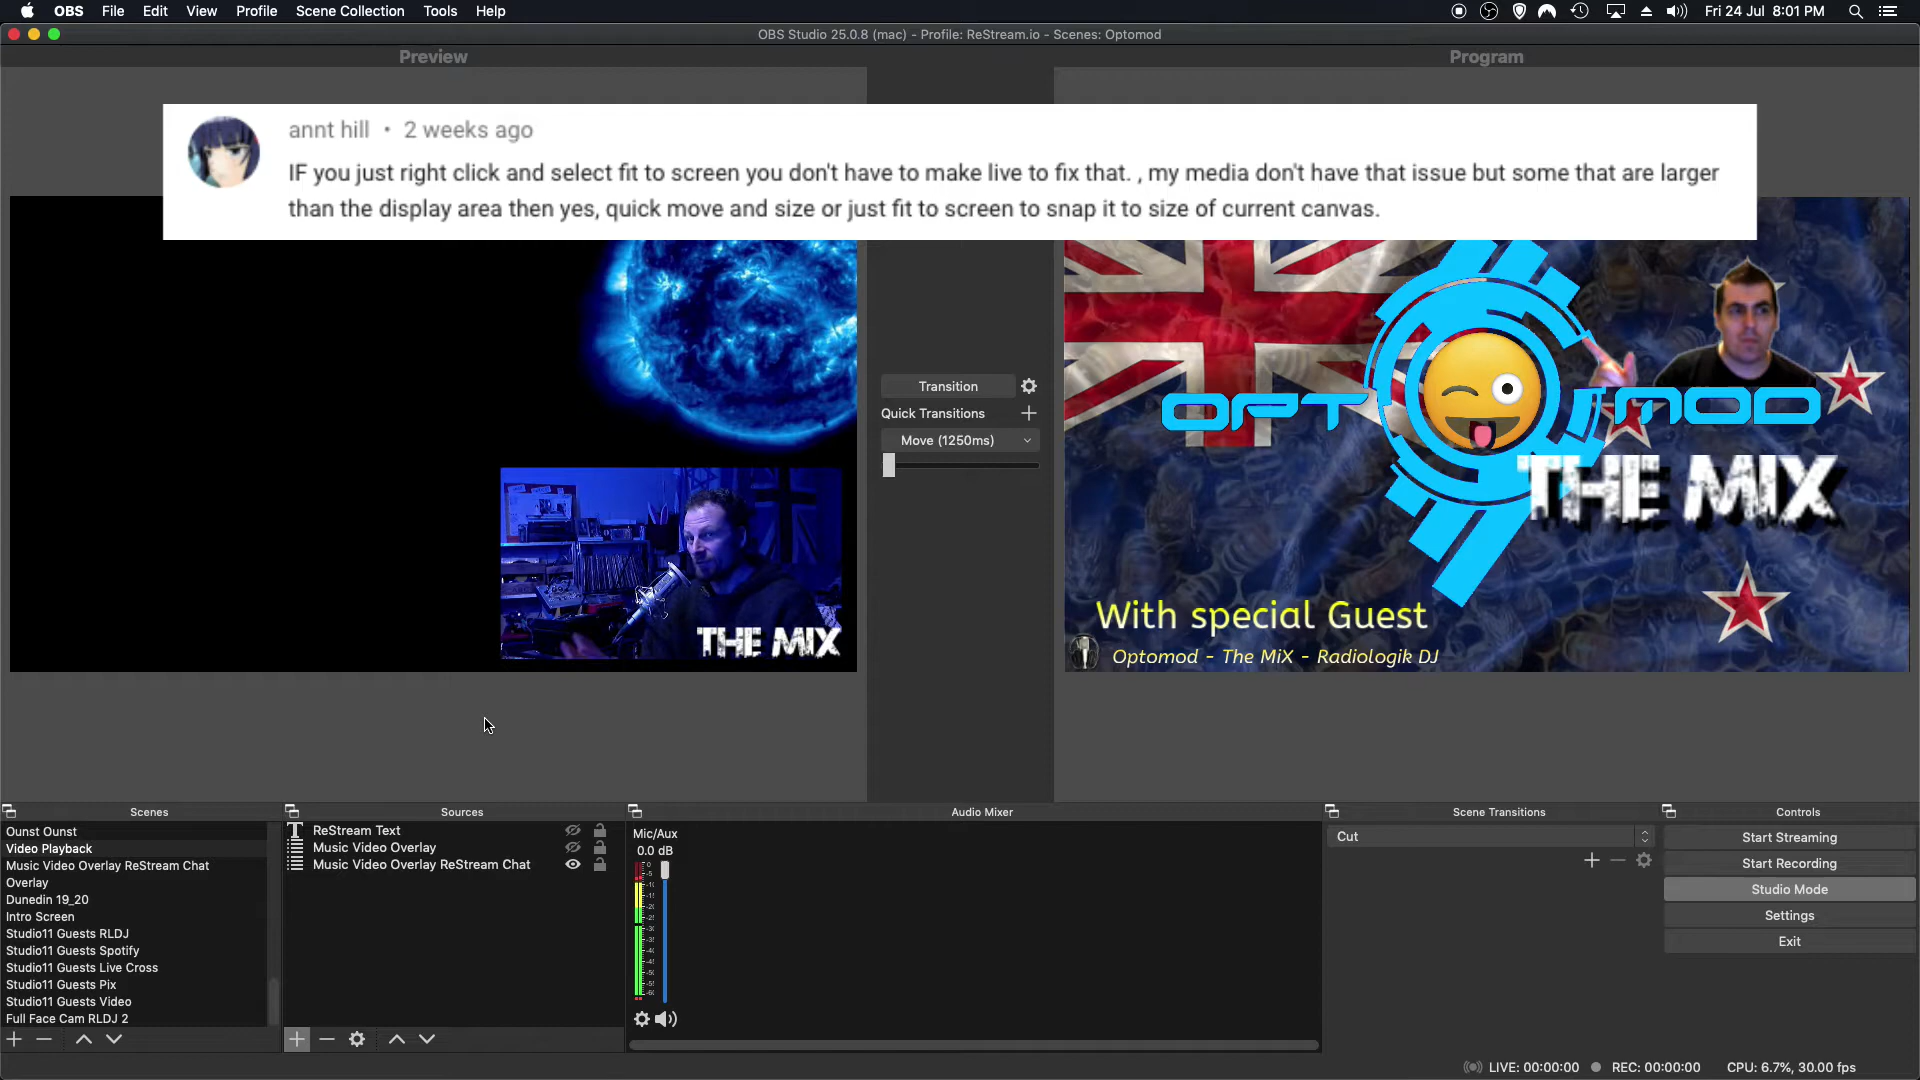 OBS File Edit View Profile Scene Collection Tools Help Fri 24 Jul 8:01 PM
OBS Studio 25.0.8 (mac) - Profile: ReStream.io - Scenes: Optomod
Preview
Program
annt hill • 2 weeks ago
IF you just right click and select fit to screen you don't have to make live to fix that. , my media don't have that issue but some that are larger
than the display area then yes, quick move and size or just fit to screen to snap it to size of current canvas.
THE MIX
Transition
Quick Transitions
Move (1250ms)
OPT MOD
THE MIX
With special Guest
Optomod - The MiX - Radiologik DJ
Scenes
Ounst Ounst
Video Playback
Music Video Overlay ReStream Chat
Overlay
Dunedin 19_20
Intro Screen
Studio11 Guests RLDJ
Studio11 Guests Spotify
Studio11 Guests Live Cross
Studio11 Guests Pix
Studio11 Guests Video
Full Face Cam RLDJ 2
Sources
ReStream Text
Music Video Overlay
Music Video Overlay ReStream Chat
Audio Mixer
Mic/Aux
0.0 dB
Scene Transitions
Cut
Controls
Start Streaming
Start Recording
Studio Mode
Settings
Exit
LIVE: 00:00:00 REC: 00:00:00 CPU: 6.7%, 30.00 fps